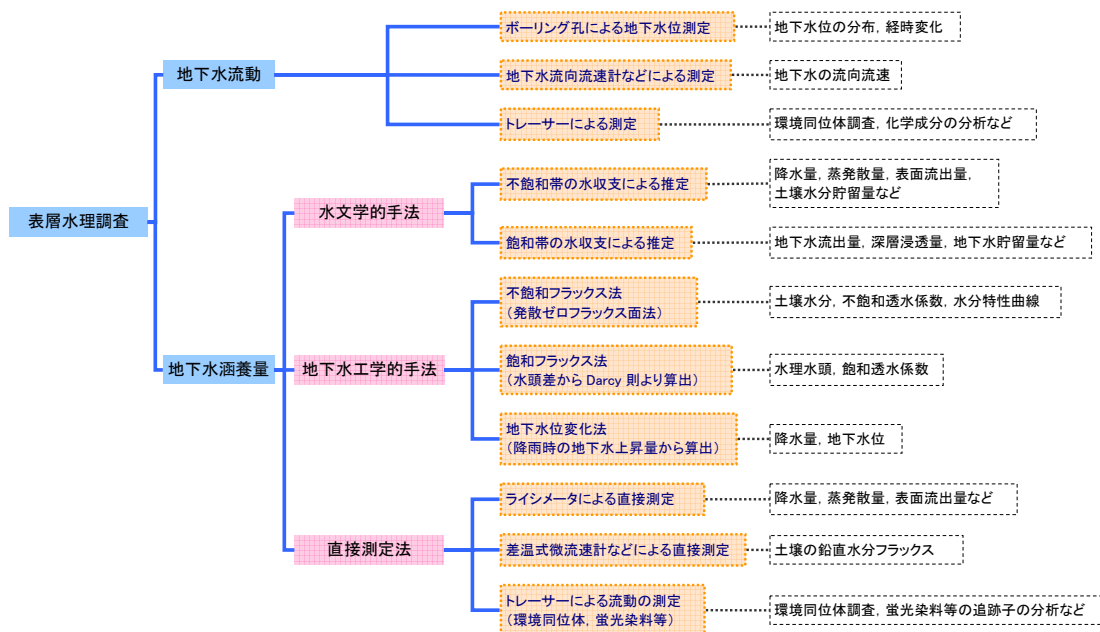 表層水理調査
地下水流動
ボーリング孔による地下水位測定
地下水位の分布, 経時変化
地下水流向流速計などによる測定
地下水の流向流速
トレーサーによる測定
環境同位体調査, 化学成分の分析など
地下水涵養量
水文学的手法
不飽和帯の水収支による推定
降水量, 蒸発散量, 表面流出量,
土壌水分貯留量など
飽和帯の水収支による推定
地下水流出量, 深層浸透量, 地下水貯留量など
地下水工学的手法
不飽和フラックス法
（発散ゼロフラックス面法）
土壌水分, 不飽和透水係数, 水分特性曲線
飽和フラックス法
（水頭差から Darcy 則より算出）
水理水頭, 飽和透水係数
地下水位変化法
（降雨時の地下水上昇量から算出）
降水量, 地下水位
直接測定法
ライシメータによる直接測定
降水量, 蒸発散量, 表面流出量など
差温式微流速計などによる直接測定
土壌の鉛直水分フラックス
トレーサーによる流動の測定
（環境同位体, 蛍光染料等）
環境同位体調査, 蛍光染料等の追跡子の分析など